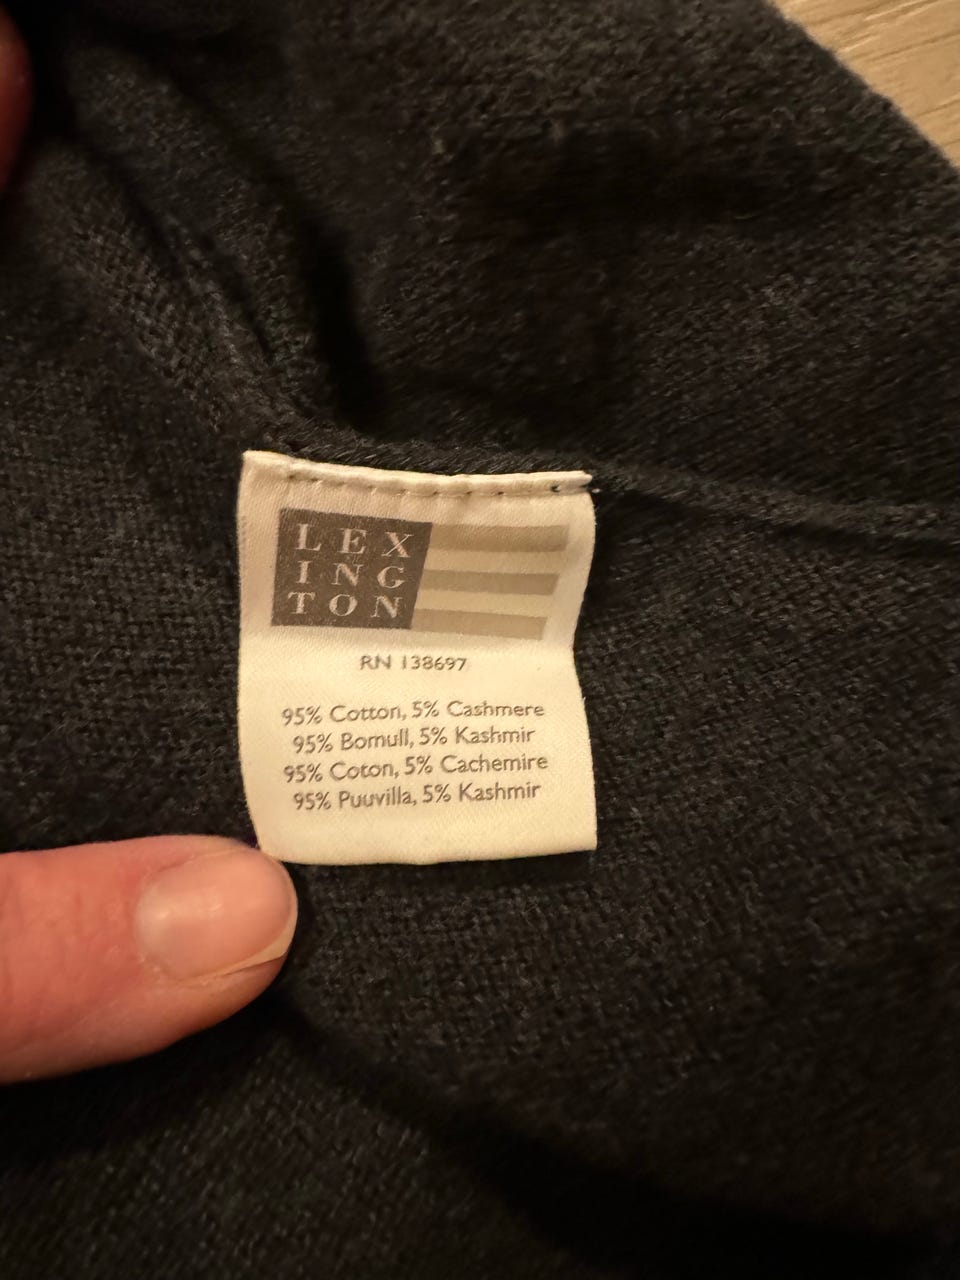 LEX
ING
TON
RN 138697
95% Cotton, 5% Cashmere
95% Bomull, 5% Kashmir
95% Coton, 5% Cachemire
95% Puuvilla, 5% Kashmir